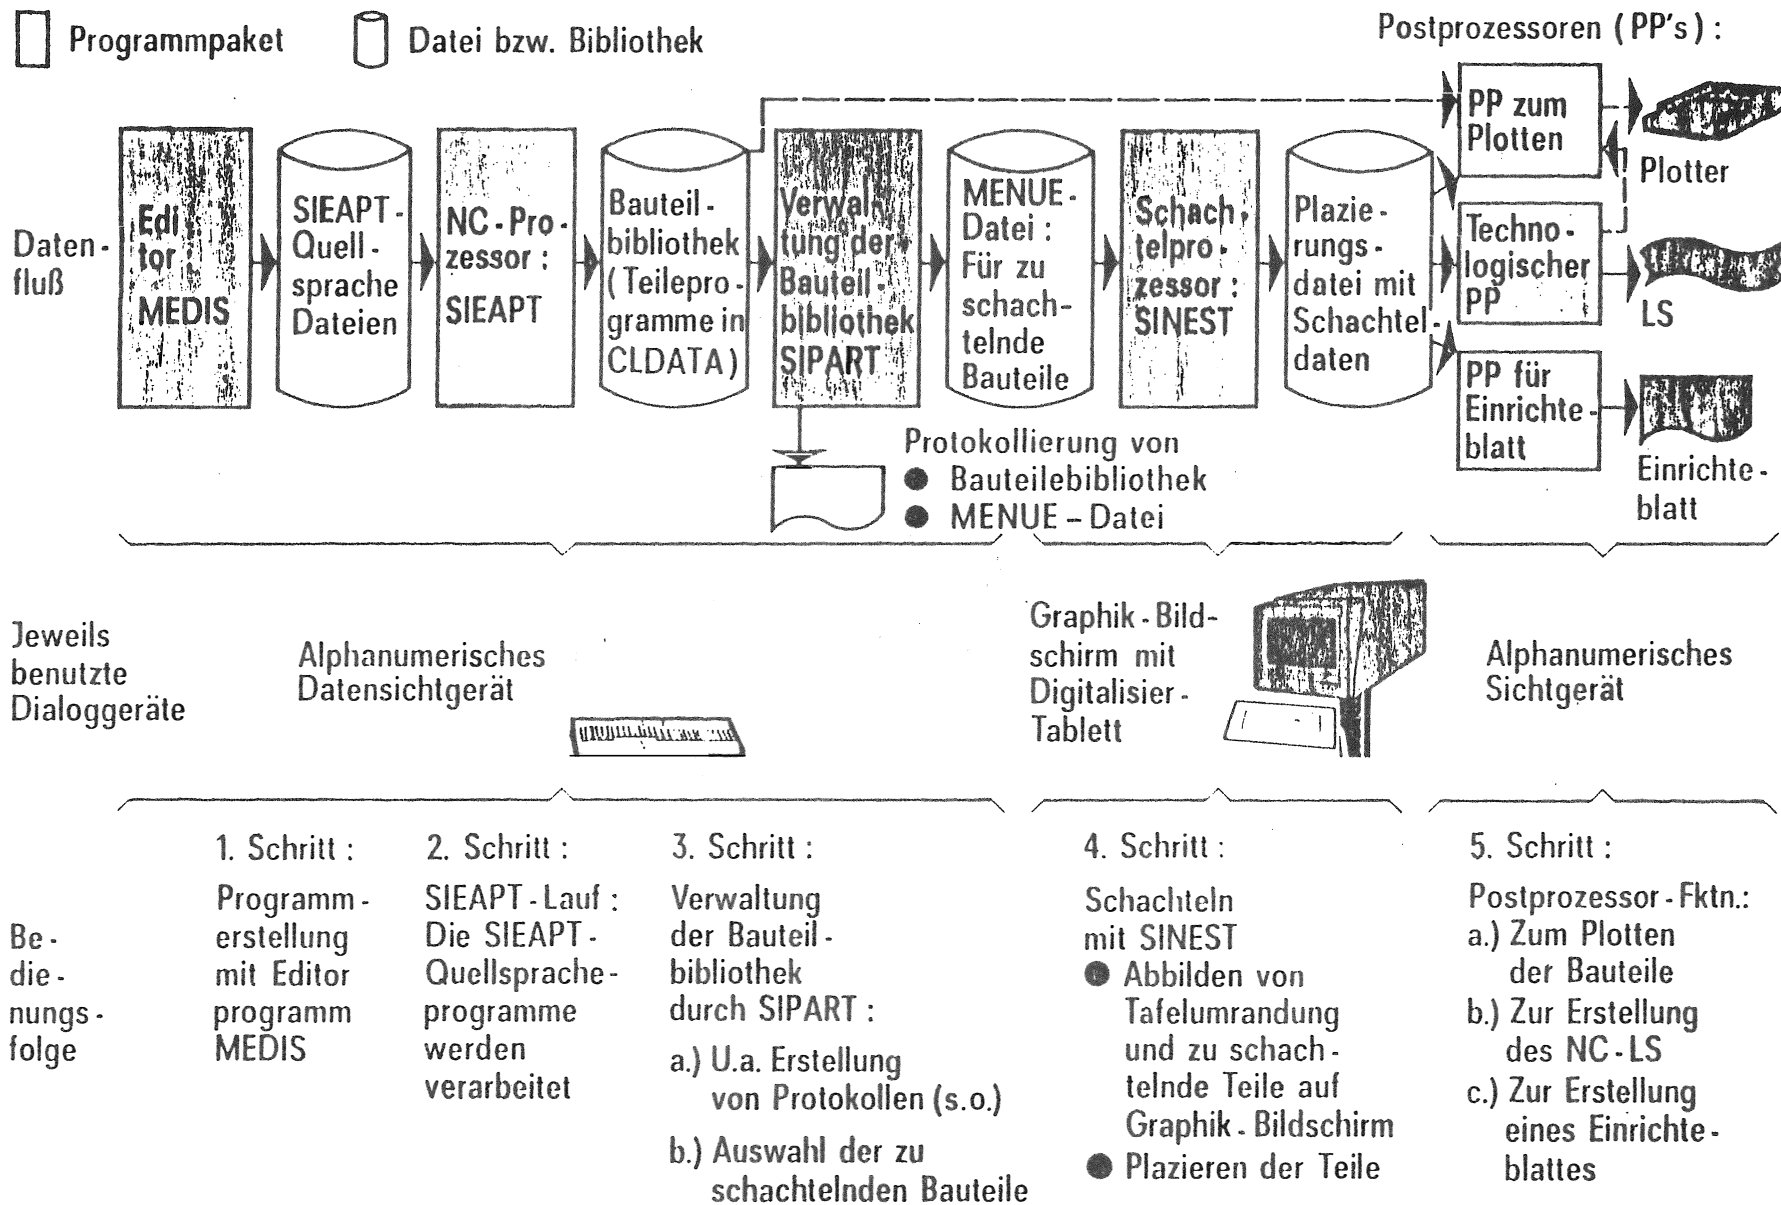 Programmpaket
Datei bzw. Bibliothek
Postprozessoren (PP's) :
Daten-
fluß
Edi
tor
MEDIS
SIEAPT-
Quell-
sprache
Dateien
NC-Pro-
zessor :
SIEAPT
Bauteil-
bibliothek
(Teilepro-
gramme in
CLDATA)
Verwal-
tung der
Bauteil-
bibliothek
SIPART
MENUE-
Datei :
Für zu
schach-
telnde
Bauteile
Schach-
telpro-
zessor :
SINEST
Plazie-
rungs-
datei mit
Schachtel-
daten
PP zum
Plotten
Techno-
logischer
PP
PP für
Einrichte-
blatt
Plotter
LS
Einrichte-
blatt
Protokollierung von
● Bauteilebibliothek
● MENUE-Datei
Jeweils
benutzte
Dialoggeräte
Alphanumerisches
Datensichtgerät
Graphik-Bild-
schirm mit
Digitalisier-
Tablett
Alphanumerisches
Sichtgerät
Be-
die-
nungs-
folge
1. Schritt :
Programm-
erstellung
mit Editor
programm
MEDIS
2. Schritt :
SIEAPT-Lauf :
Die SIEAPT-
Quellsprache-
programme
werden
verarbeitet
3. Schritt :
Verwaltung
der Bauteil-
bibliothek
durch SIPART :
a.) U.a. Erstellung
von Protokollen (s.o.)
b.) Auswahl der zu
schachtelnden Bauteile
4. Schritt :
Schachteln
mit SINEST
● Abbilden von
Tafelumrandung
und zu schach-
telnde Teile auf
Graphik-Bildschirm
● Plazieren der Teile
5. Schritt :
Postprozessor-Fktn.:
a.) Zum Plotten
der Bauteile
b.) Zur Erstellung
des NC-LS
c.) Zur Erstellung
eines Einrichte-
blattes